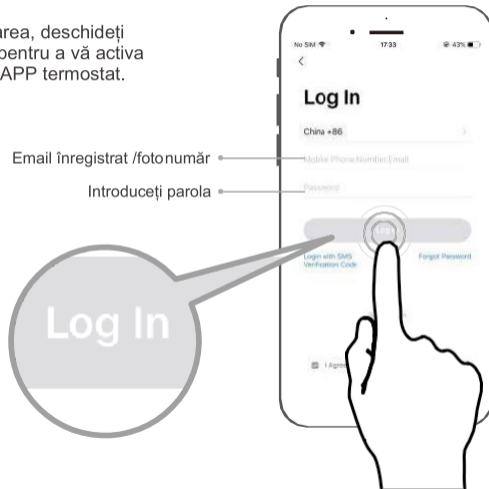 area, deschideți
pentru a vă activa
APP termostat.
No SIM 17:33 43%
Log In
China +86
Email înregistrat /fotonumăr
Mobile Phone Number/Email
Introduceți parola
Password
Log
Login with SMS
Verification Code
Forgot Password
Log In
I Agree